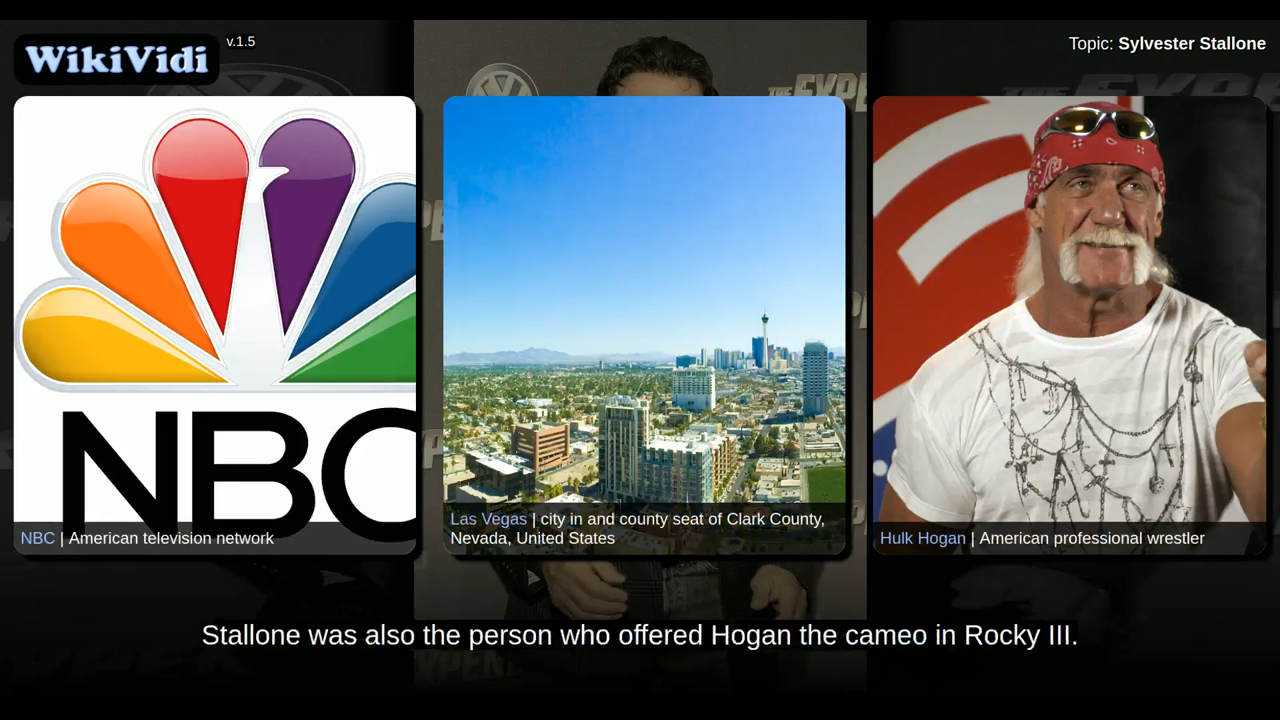 WikiVidi
v.1.5
Topic: Sylvester Stallone
NBC
NBC | American television network
Las Vegas | city in and county seat of Clark County,
Nevada, United States
Hulk Hogan | American professional wrestler
Stallone was also the person who offered Hogan the cameo in Rocky III.